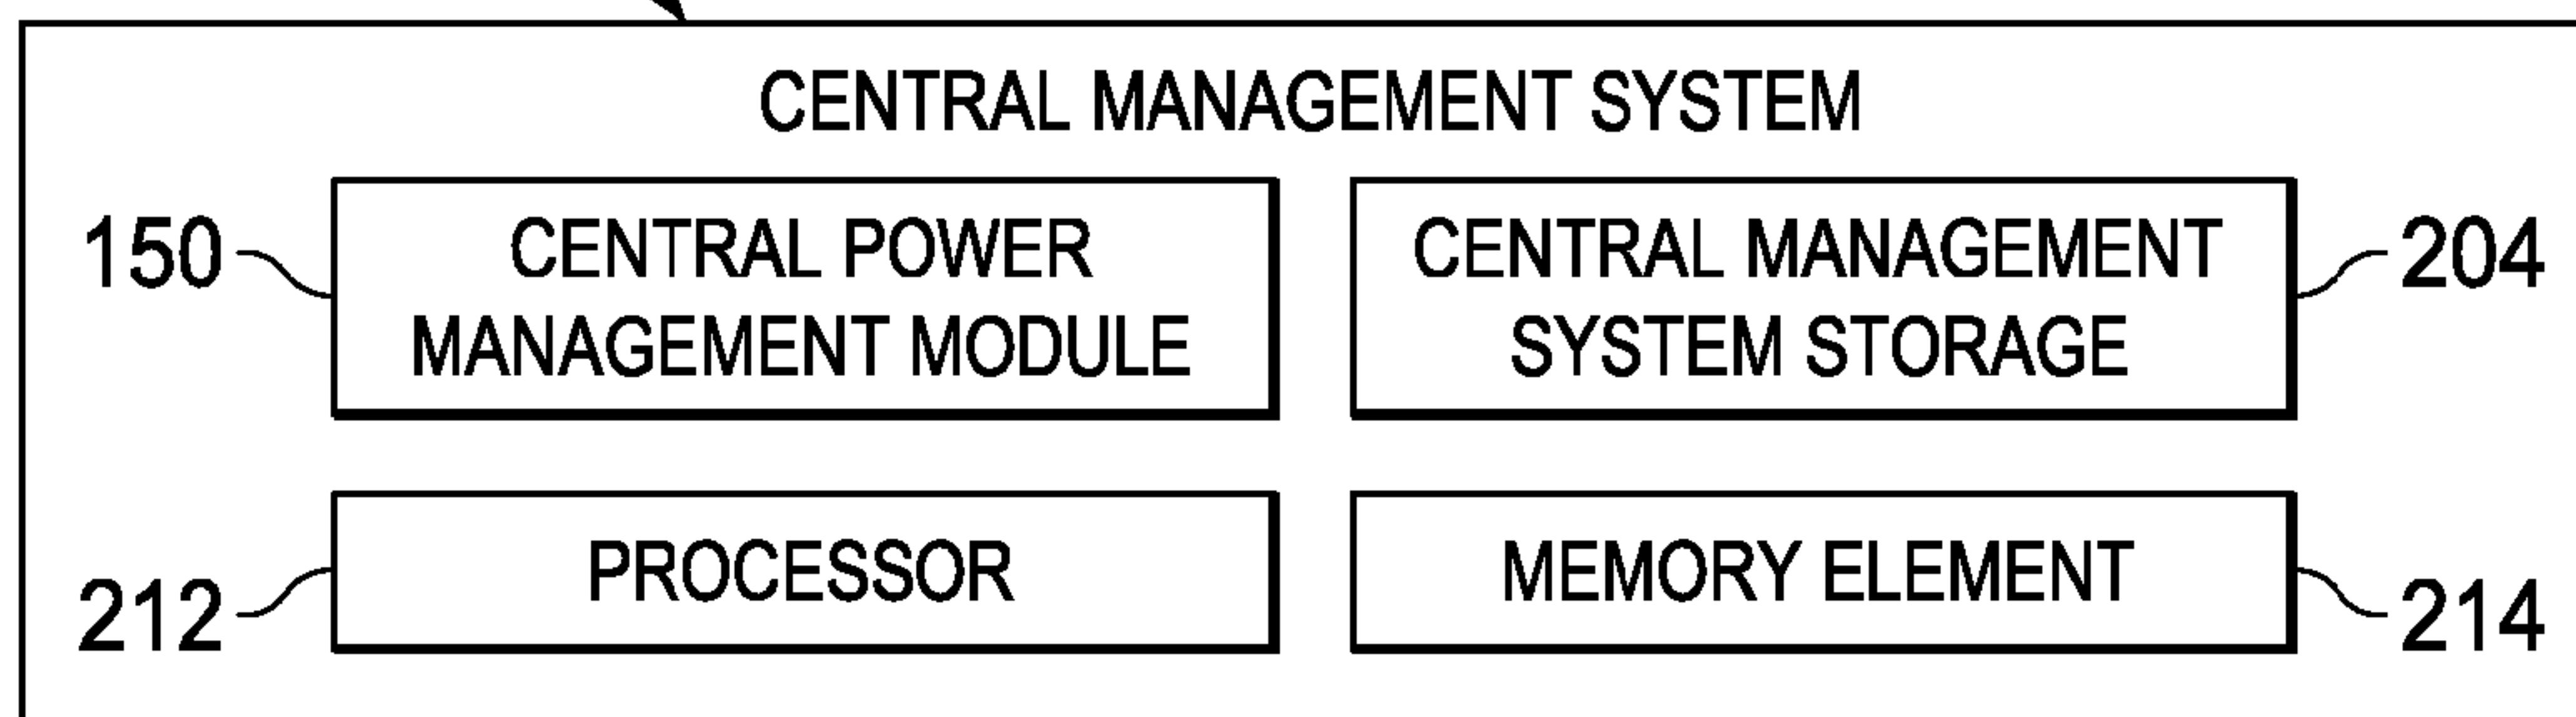 CENTRAL MANAGEMENT SYSTEM
150
CENTRAL POWER
MANAGEMENT MODULE
CENTRAL MANAGEMENT
SYSTEM STORAGE
204
212
PROCESSOR
MEMORY ELEMENT
214